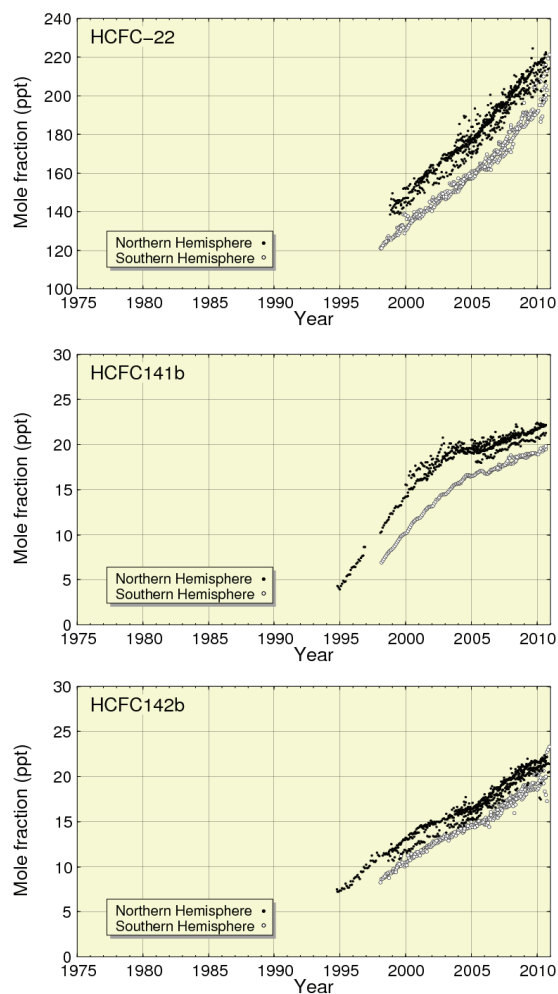 HCFC−22
Mole fraction (ppt)
240
220
200
180
160
140
120
100
Northern Hemisphere
Southern Hemisphere
1975 1980 1985 1990 1995 2000 2005 2010
Year
HCFC141b
Mole fraction (ppt)
30
25
20
15
10
5
0
Northern Hemisphere
Southern Hemisphere
1975 1980 1985 1990 1995 2000 2005 2010
Year
HCFC142b
Mole fraction (ppt)
30
25
20
15
10
5
0
Northern Hemisphere
Southern Hemisphere
1975 1980 1985 1990 1995 2000 2005 2010
Year